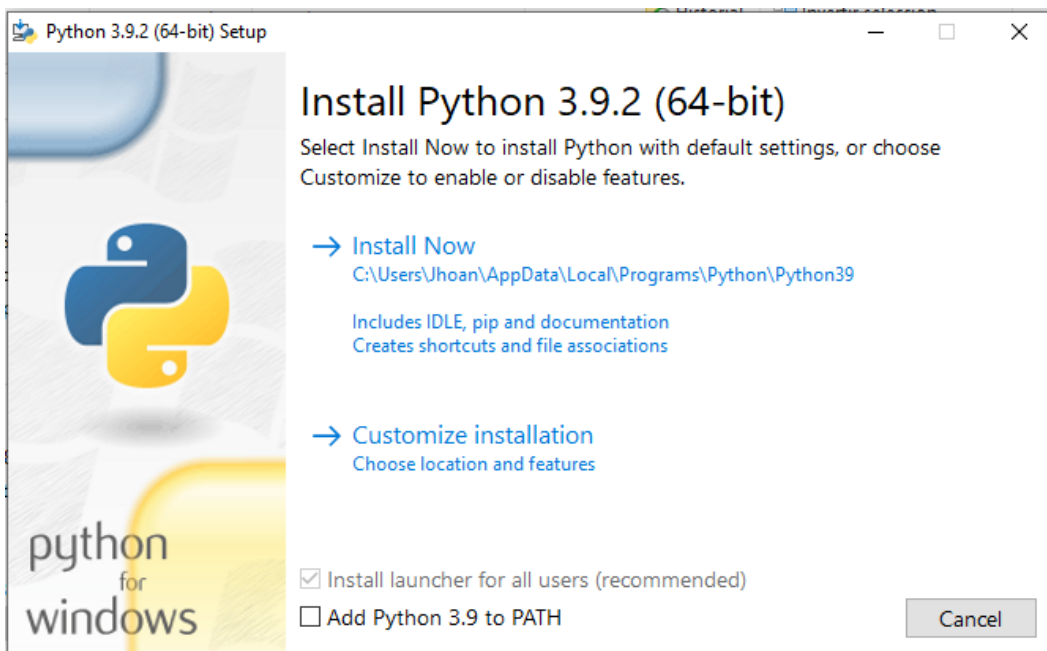 Python 3.9.2 (64-bit) Setup
Install Python 3.9.2 (64-bit)
Select Install Now to install Python with default settings, or choose
Customize to enable or disable features.
Install Now
C:\Users\Jhoan\AppData\Local\Programs\Python\Python39
Includes IDLE, pip and documentation
Creates shortcuts and file associations
Customize installation
Choose location and features
python
for
windows
Install launcher for all users (recommended)
Add Python 3.9 to PATH
Cancel